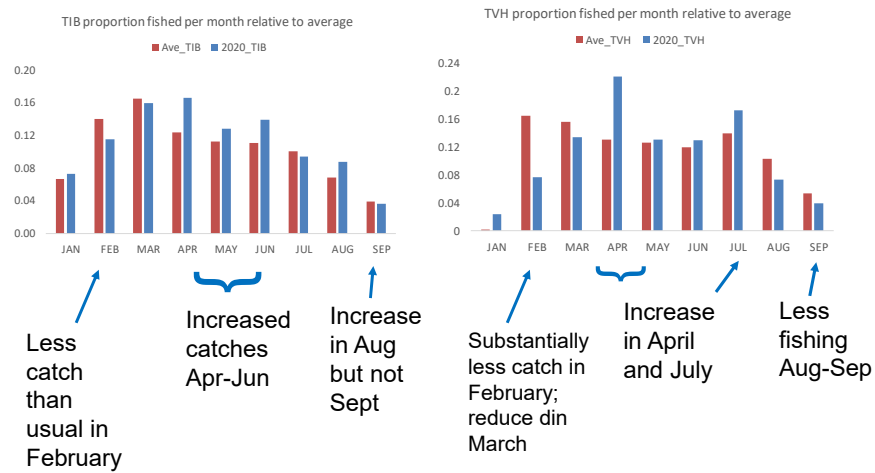 TIB proportion fished per month relative to average
Ave_TIB 2020_TIB
0.20
0.16
0.12
0.08
0.04
0.00
JAN FEB MAR APR MAY JUN JUL AUG SEP
Less
catch
than
usual in
February
Increased
catches
Apr-Jun
Increase
in Aug
but not
Sept
TVH proportion fished per month relative to average
Ave_TVH 2020_TVH
0.24
0.2
0.16
0.12
0.08
0.04
0
JAN FEB MAR APR MAY JUN JUL AUG SEP
Substantially
less catch in
February;
reduce din
March
Increase
in April
and July
Less
fishing
Aug-Sep